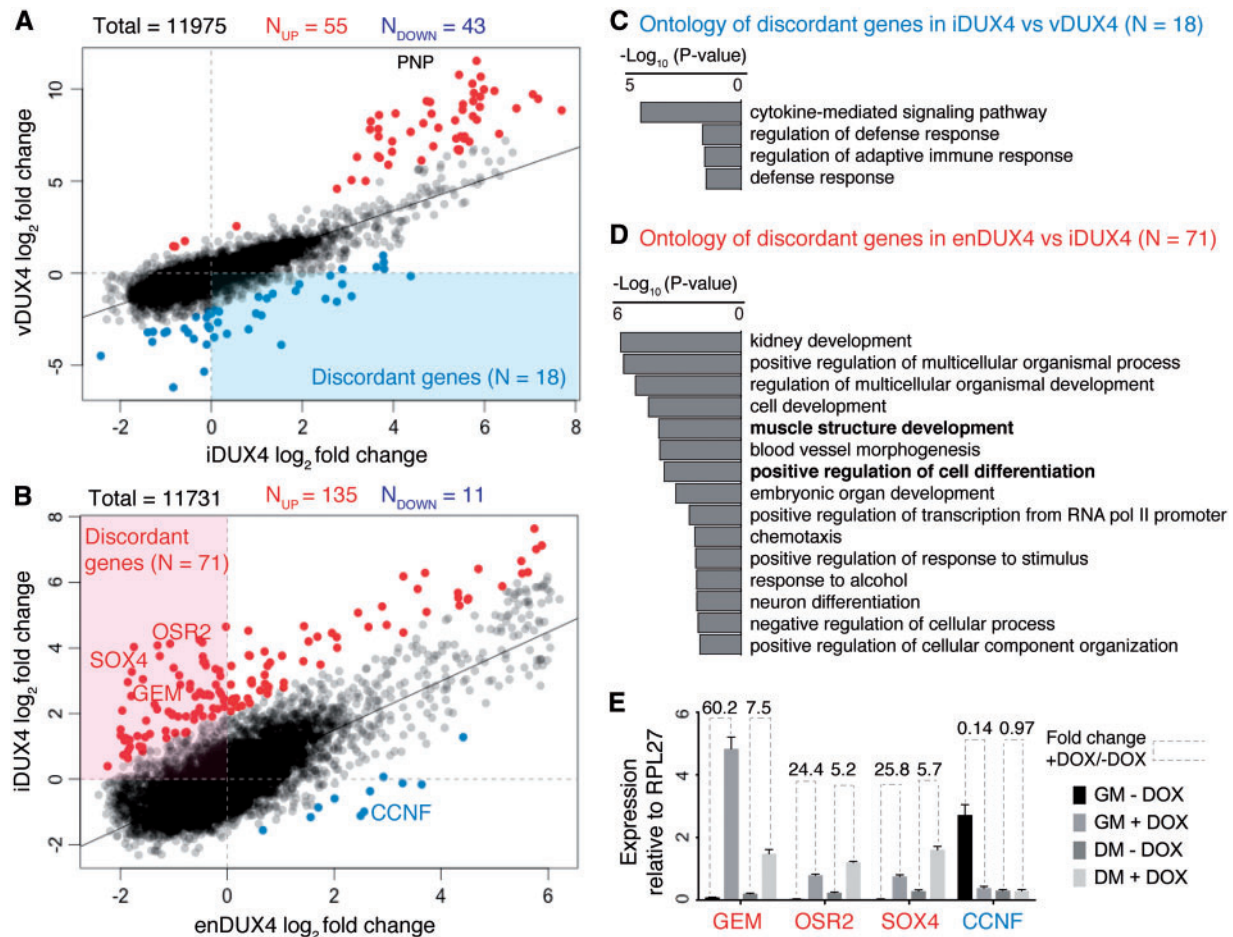 A
Total = 11975
N_UP = 55
N_DOWN = 43
PNP
Discordant genes (N = 18)
10
5
0
-5
-2
0
2
4
6
8
vDUX4 log2 fold change
iDUX4 log2 fold change
B
Total = 11731
N_UP = 135
N_DOWN = 11
Discordant
genes (N = 71)
OSR2
SOX4
GEM
CCNF
8
6
4
2
0
-2
-2
0
2
4
6
iDUX4 log2 fold change
enDUX4 log2 fold change
C
Ontology of discordant genes in iDUX4 vs vDUX4 (N = 18)
-Log10 (P-value)
5
0
cytokine-mediated signaling pathway
regulation of defense response
regulation of adaptive immune response
defense response
D
Ontology of discordant genes in enDUX4 vs iDUX4 (N = 71)
-Log10 (P-value)
6
0
kidney development
positive regulation of multicellular organismal process
regulation of multicellular organismal development
cell development
muscle structure development
blood vessel morphogenesis
positive regulation of cell differentiation
embryonic organ development
positive regulation of transcription from RNA pol II promoter
chemotaxis
positive regulation of response to stimulus
response to alcohol
neuron differentiation
negative regulation of cellular process
positive regulation of cellular component organization
E
Expression
relative to RPL27
6
4
2
0
60.2
7.5
24.4
5.2
25.8
5.7
0.14
0.97
GEM
OSR2
SOX4
CCNF
Fold change
+DOX/-DOX
GM - DOX
GM + DOX
DM - DOX
DM + DOX